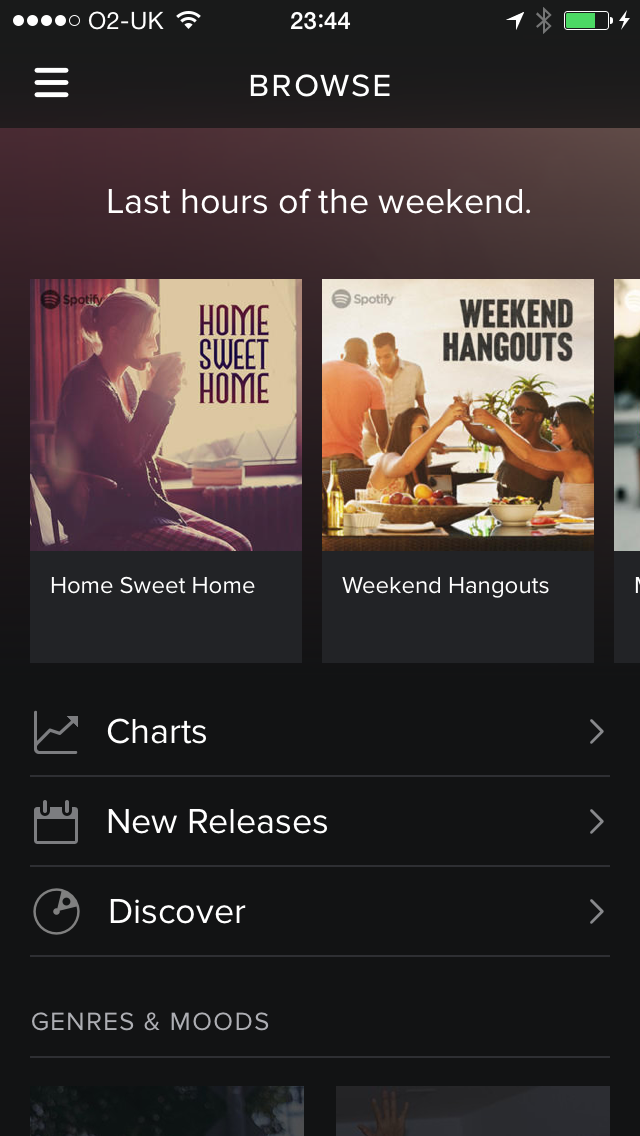 O2-UK 23:44
BROWSE
Last hours of the weekend.
Spotify
HOME
SWEET
HOME
Spotify
WEEKEND
HANGOUTS
Home Sweet Home
Weekend Hangouts
Charts
New Releases
Discover
GENRES & MOODS